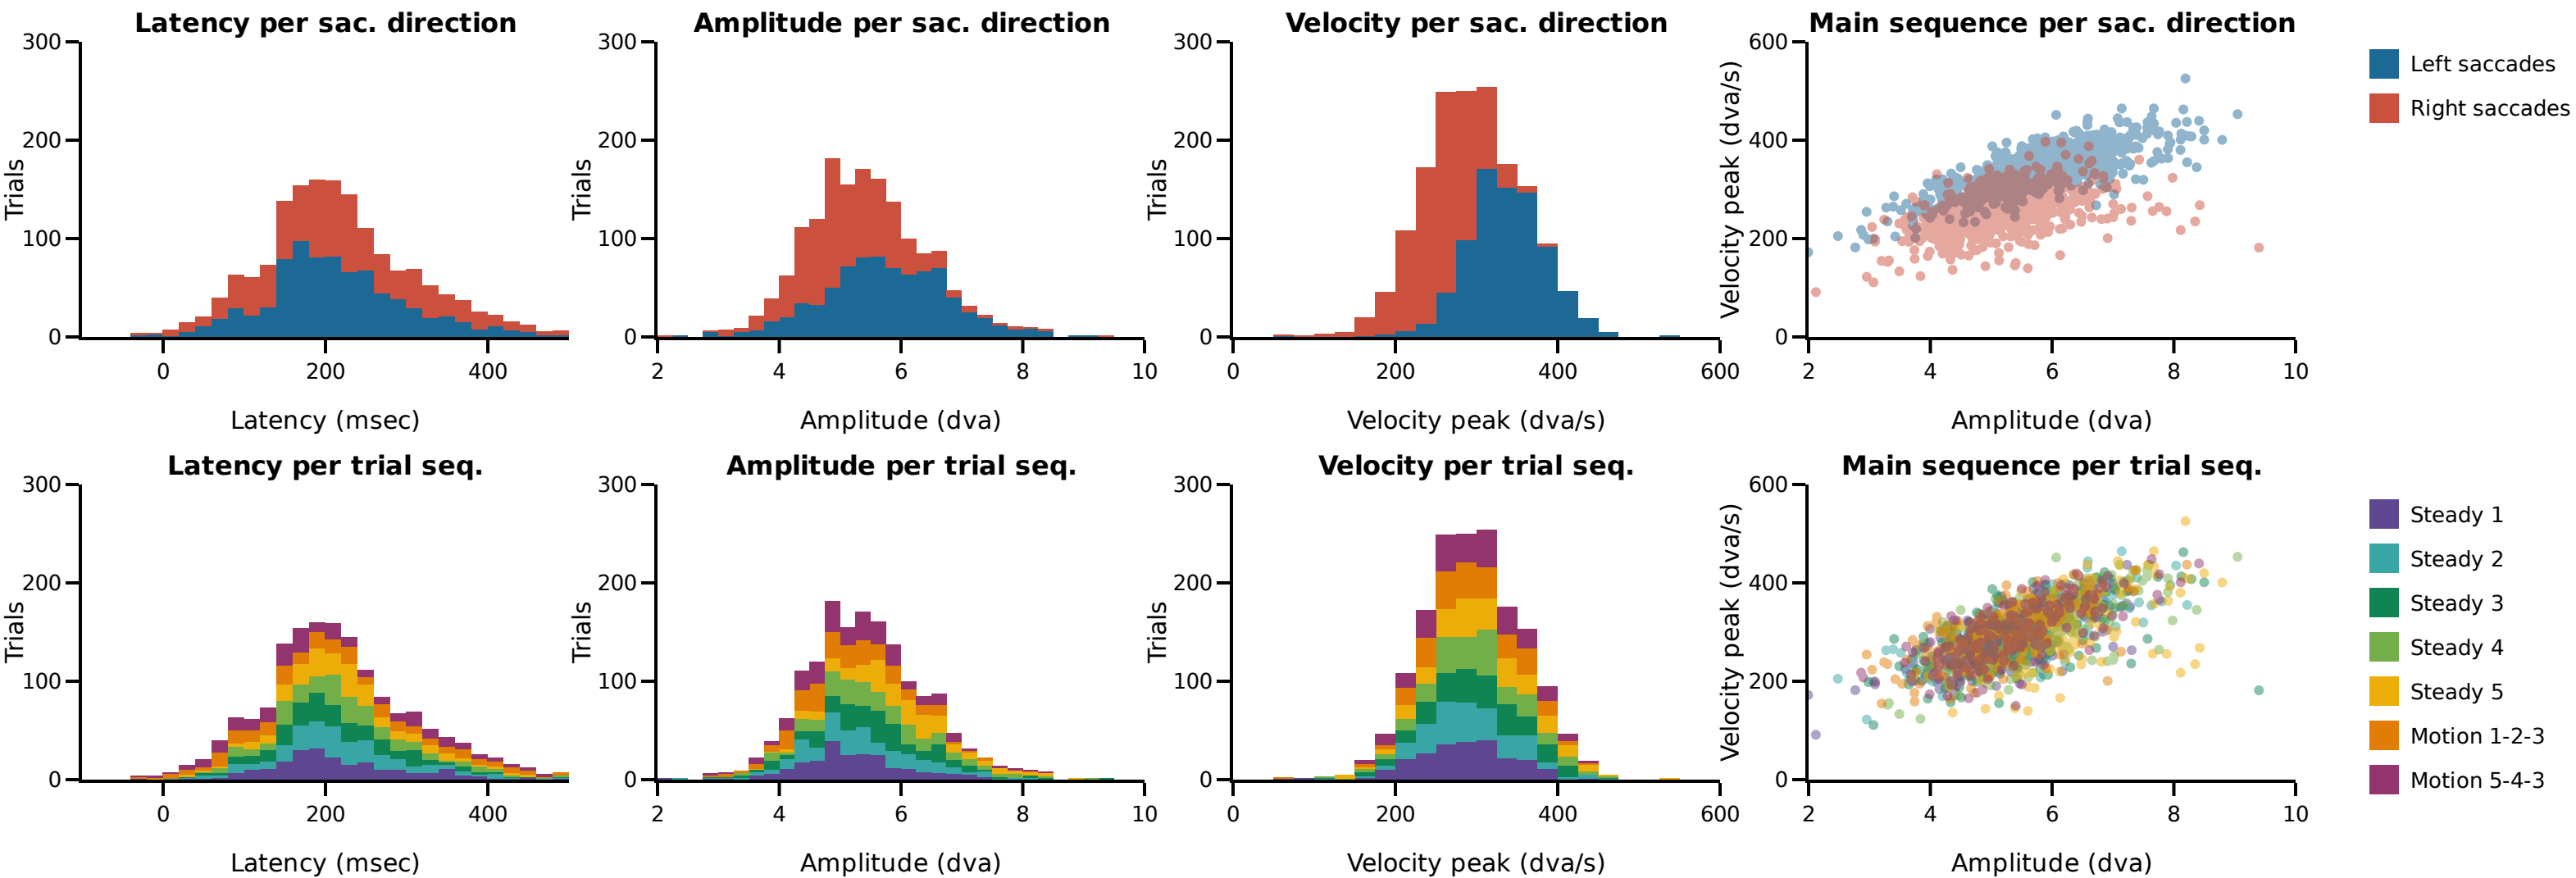 Latency per sac. direction
300
200
100
0
Trials
0 200 400
Latency (msec)
Amplitude per sac. direction
300
200
100
0
Trials
2 4 6 8 10
Amplitude (dva)
Velocity per sac. direction
300
200
100
0
Trials
0 200 400 600
Velocity peak (dva/s)
Main sequence per sac. direction
600
400
200
0
Velocity peak (dva/s)
2 4 6 8 10
Amplitude (dva)
Left saccades
Right saccades
Latency per trial seq.
300
200
100
0
Trials
0 200 400
Latency (msec)
Amplitude per trial seq.
300
200
100
0
Trials
2 4 6 8 10
Amplitude (dva)
Velocity per trial seq.
300
200
100
0
Trials
0 200 400 600
Velocity peak (dva/s)
Main sequence per trial seq.
600
400
200
0
Velocity peak (dva/s)
2 4 6 8 10
Amplitude (dva)
Steady 1
Steady 2
Steady 3
Steady 4
Steady 5
Motion 1-2-3
Motion 5-4-3